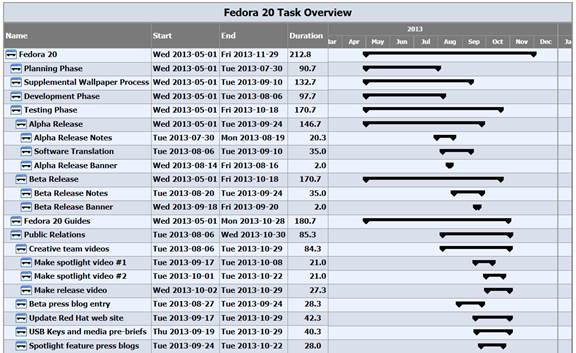 Fedora 20 Task Overview
2013
Name Start End Duration ar Apr May Jun Jul Aug Sep Oct Nov Dec Ja
Fedora 20 Wed 2013-05-01 Fri 2013-11-29 212.8
Planning Phase Wed 2013-05-01 Tue 2013-07-30 90.7
Supplemental Wallpaper Process Wed 2013-05-01 Tue 2013-09-10 132.7
Development Phase Wed 2013-05-01 Tue 2013-08-06 97.7
Testing Phase Wed 2013-05-01 Fri 2013-10-18 170.7
Alpha Release Wed 2013-05-01 Tue 2013-09-24 146.7
Alpha Release Notes Tue 2013-07-30 Mon 2013-08-19 20.3
Software Translation Tue 2013-08-06 Tue 2013-09-10 35.0
Alpha Release Banner Wed 2013-08-14 Fri 2013-08-16 2.0
Beta Release Wed 2013-05-01 Fri 2013-10-18 170.7
Beta Release Notes Tue 2013-08-20 Tue 2013-09-24 35.0
Beta Release Banner Wed 2013-09-18 Fri 2013-09-20 2.0
Fedora 20 Guides Wed 2013-05-01 Mon 2013-10-28 180.7
Public Relations Tue 2013-08-06 Wed 2013-10-30 85.3
Creative team videos Tue 2013-08-06 Tue 2013-10-29 84.3
Make spotlight video #1 Tue 2013-09-17 Tue 2013-10-08 21.0
Make spotlight video #2 Tue 2013-10-01 Tue 2013-10-22 21.0
Make release video Wed 2013-10-02 Tue 2013-10-29 27.3
Beta press blog entry Tue 2013-08-27 Tue 2013-09-24 28.3
Update Red Hat web site Tue 2013-09-17 Tue 2013-10-29 42.3
USB Keys and media pre-briefs Thu 2013-09-19 Tue 2013-10-29 40.3
Spotlight feature press blogs Tue 2013-09-24 Tue 2013-10-22 28.0